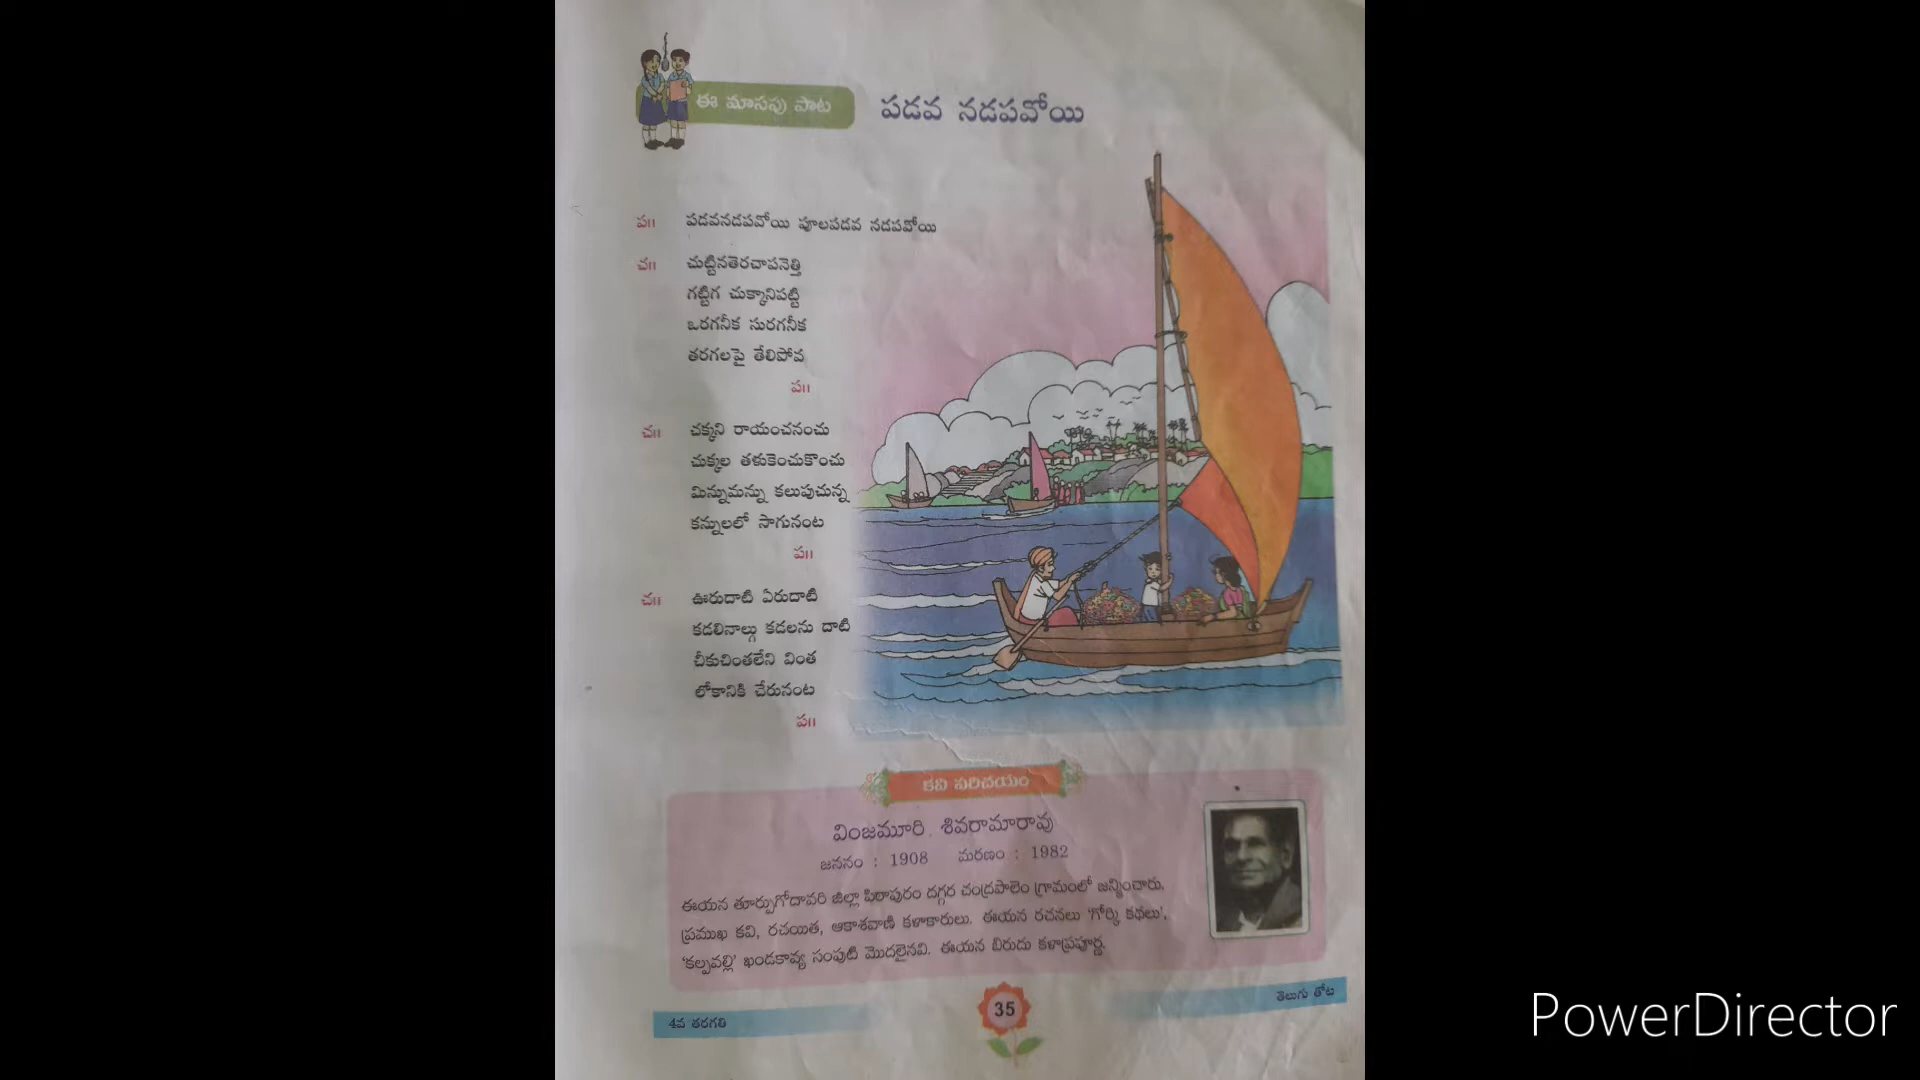 ఈ మాసపు పాట
పడవ నడపవోయి
ప॥ పడవనడపవోయి పూలపడవ నడపవోయి
చ॥ చుట్టినతెరచాపనెత్తి
గట్టిగ చుక్కానిపట్టి
ఒరగనీక సురగనీక
తరగలపై తేలిపోవ
ప॥
చ॥ చక్కని రాయంచనంచు
చుక్కల తళుకెంచుకొంచు
మిన్నుమన్ను కలుపుచున్న
కన్నులలో సాగునంట
ప॥
చ॥ ఊరుదాటి ఏరుదాటి
కడలినాల్గు కడలను దాటి
చీకుచింతలేని వింత
లోకానికి చేరునంట
ప॥
కవి పరిచయం
వింజమూరి శివరామారావు
జననం : 1908 మరణం : 1982
ఈయన తూర్పుగోదావరి జిల్లా పిఠాపురం దగ్గర చంద్రపాలెం గ్రామంలో జన్మించారు.
ప్రముఖ కవి, రచయిత, ఆకాశవాణి కళాకారులు. ఈయన రచనలు 'గోర్కి కథలు',
'కల్పవల్లి' ఖండకావ్య సంపుటి మొదలైనవి. ఈయన బిరుదు కళాప్రపూర్ణ.
4వ తరగతి
35
తెలుగు తోట
PowerDirector